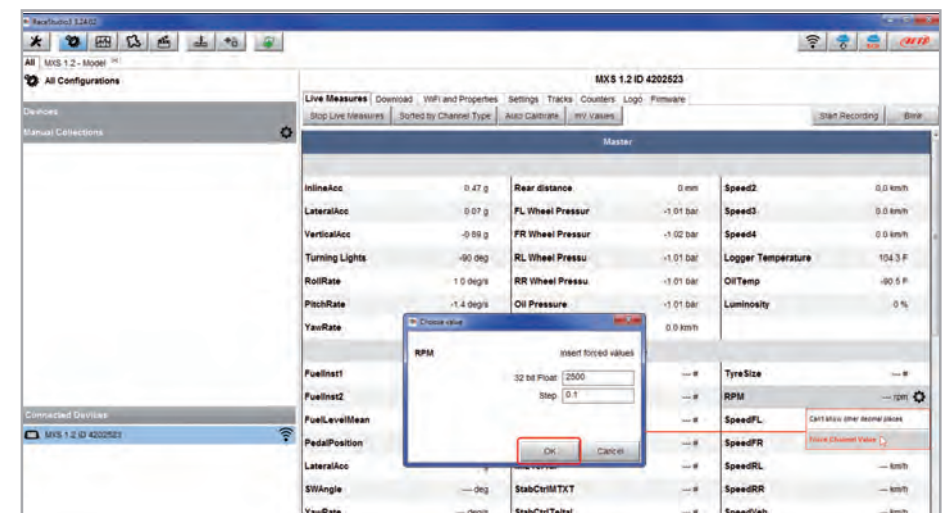 RaceStudio3 3.24.02
All MXS 1.2 - Model
All Configurations
MXS 1.2 ID 4202523
Live Measures Download WiFi and Properties Settings Tracks Counters Logo Firmware
Devices
Stop Live Measures Sorted by Channel Type Auto Calibrate mV Values Start Recording Blink
Manual Collections
Master
InlineAcc 0.47 g Rear distance 0 mm Speed2 0.0 km/h
LateralAcc 0.07 g FL Wheel Pressur -1.01 bar Speed3 0.0 km/h
VerticalAcc -0.89 g FR Wheel Pressur -1.02 bar Speed4 0.0 km/h
Turning Lights -90 deg RL Wheel Pressu -1.01 bar Logger Temperature 104.3 F
RollRate 1.0 deg/s RR Wheel Pressu -1.01 bar OilTemp -90.5 F
PitchRate -1.4 deg/s Oil Pressure -1.01 bar Luminosity 0 %
YawRate 0.0 km/h
Choose value
RPM Insert forced values
32 bit Float 2500
Step 0.1
OK Cancel
FuelInst1 --- # TyreSize --- #
FuelInst2 --- # RPM --- rpm
FuelLevelMean --- # SpeedFL
Can't show other decimal places
Force Channel Value
Connected Devices
MXS 1.2 ID 4202523
PedalPosition --- # SpeedFR
LateralAcc g --- # SpeedRL --- km/h
SWAngle --- deg StabCtrlMTXT --- # SpeedRR --- km/h
YawRate --- deg/s StabCtrlTelltal --- # SpeedVeh --- km/h